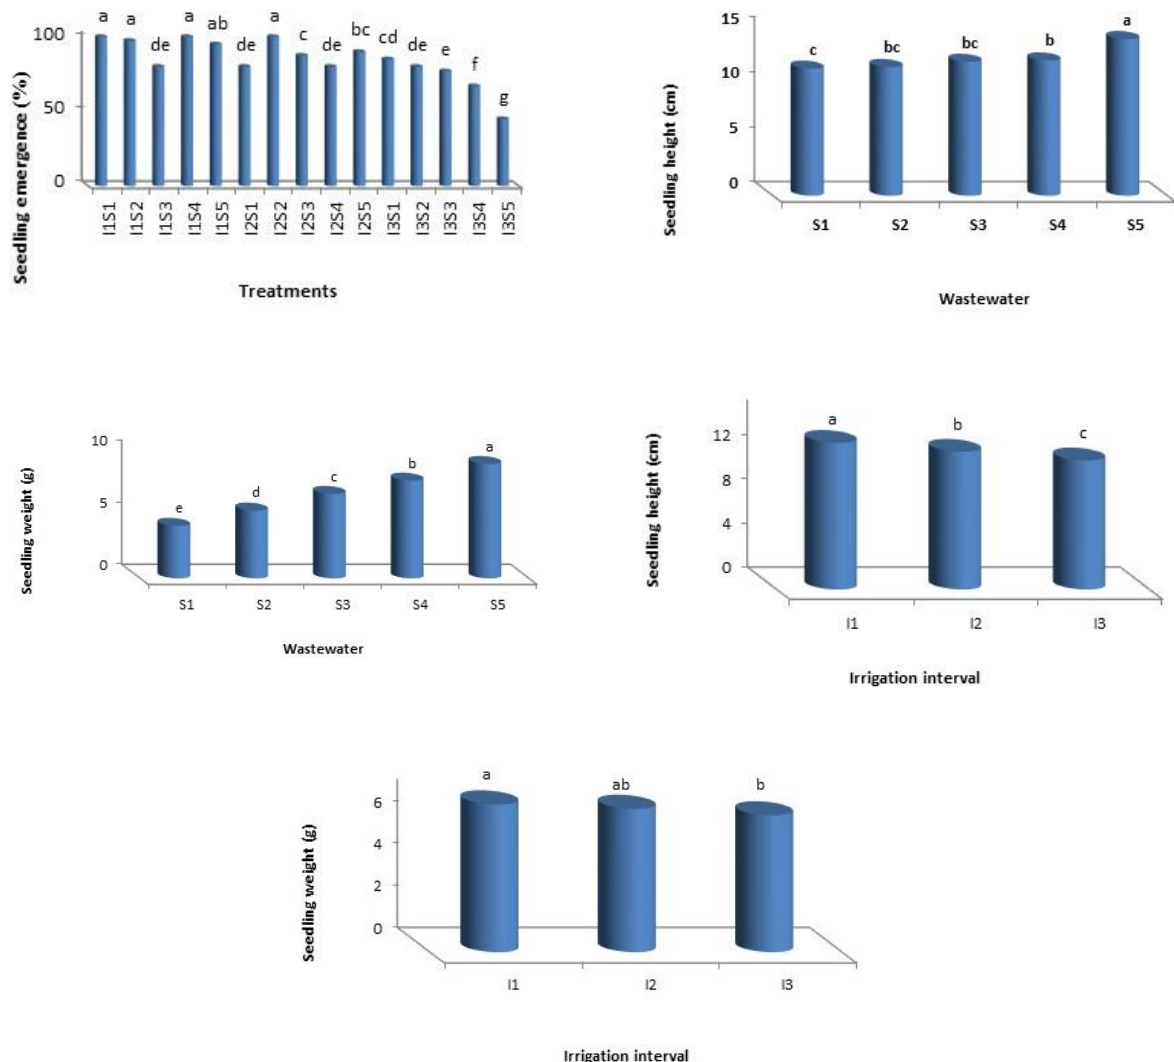 a a de a ab de a c de bc cd de e f g
100
50
0
Seedling emergence (%)
I1S1 I1S2 I1S3 I1S4 I1S5 I2S1 I2S2 I2S3 I2S4 I2S5 I3S1 I3S2 I3S3 I3S4 I3S5
Treatments
15
10
5
0
Seedling height (cm)
c bc bc b a
S1 S2 S3 S4 S5
Wastewater
10
5
0
Seedling weight (g)
e d c b a
S1 S2 S3 S4 S5
Wastewater
12
8
4
0
Seedling height (cm)
a b c
I1 I2 I3
Irrigation interval
6
4
2
0
Seedling weight (g)
a ab b
I1 I2 I3
Irrigation interval